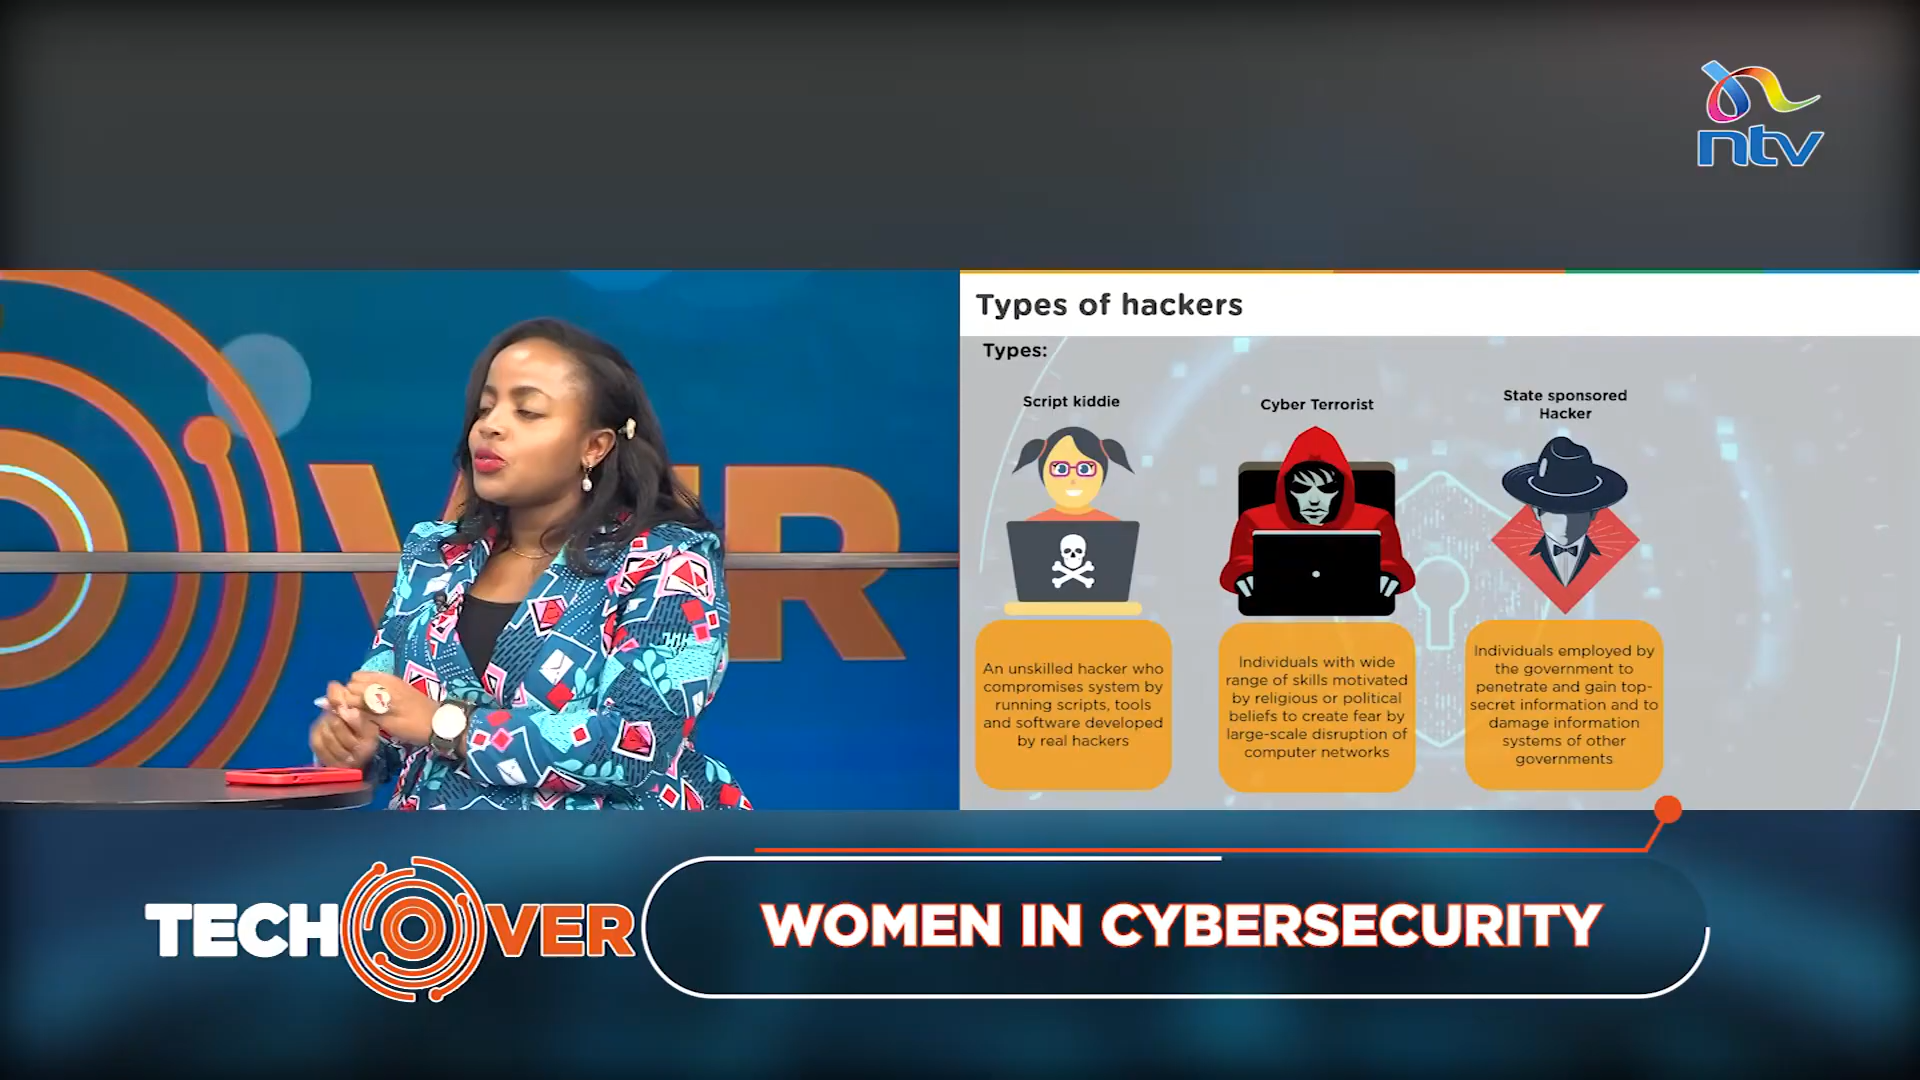 ntv
VER
Types of hackers
Types:
Script kiddie
An unskilled hacker who
compromises system by
running scripts, tools
and software developed
by real hackers
Cyber Terrorist
Individuals with wide
range of skills motivated
by religious or political
beliefs to create fear by
large-scale disruption of
computer networks
State sponsored
Hacker
Individuals employed by
the government to
penetrate and gain top-
secret information and to
damage information
systems of other
governments
TECHOVER
WOMEN IN CYBERSECURITY